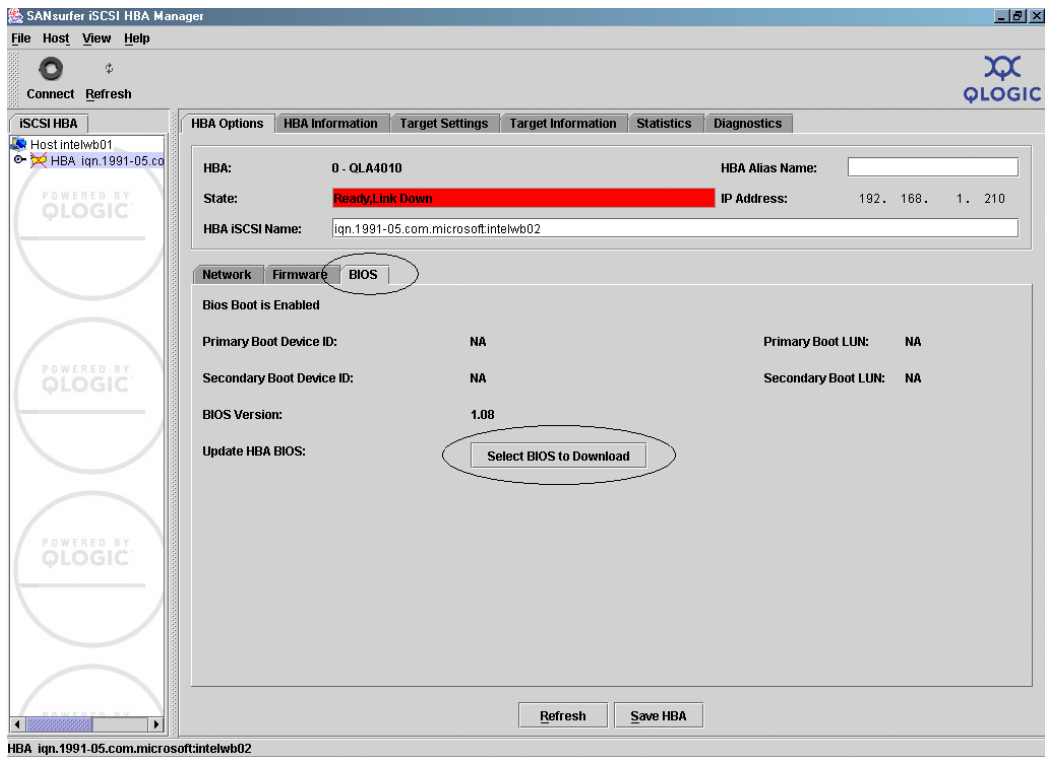 SANsurfer iSCSI HBA Manager
File Host View Help
Connect Refresh
QLOGIC
iSCSI HBA
Host intelwb01
HBA iqn.1991-05.co
POWERED BY
QLOGIC
POWERED BY
QLOGIC
POWERED BY
QLOGIC
POWERED BY
HBA Options HBA Information Target Settings Target Information Statistics Diagnostics
HBA: 0 - QLA4010 HBA Alias Name:
State: Ready,Link Down IP Address: 192. 168. 1. 210
HBA iSCSI Name: iqn.1991-05.com.microsoft:intelwb02
Network Firmware BIOS
Bios Boot is Enabled
Primary Boot Device ID: NA Primary Boot LUN: NA
Secondary Boot Device ID: NA Secondary Boot LUN: NA
BIOS Version: 1.08
Update HBA BIOS: Select BIOS to Download
Refresh Save HBA
HBA iqn.1991-05.com.microsoft:intelwb02